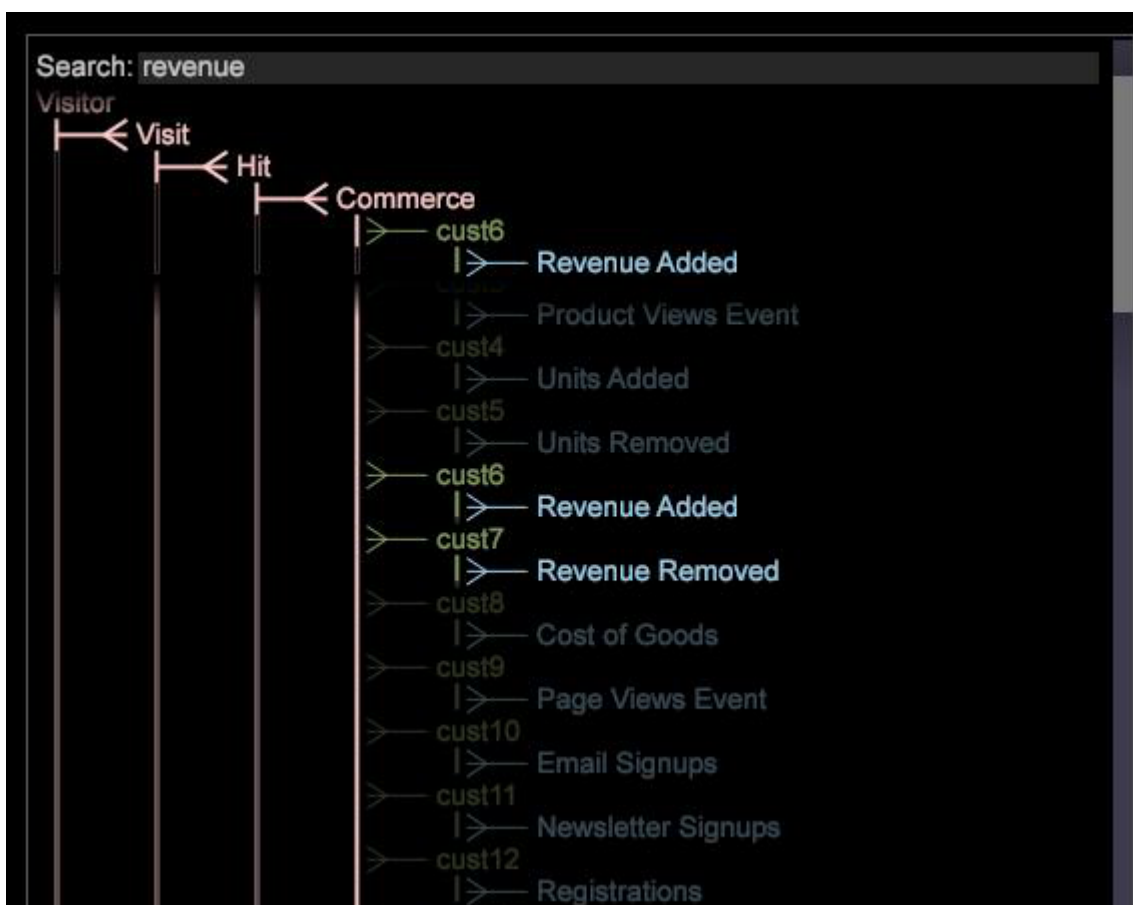 Search: revenue
Visitor
Visit
Hit
Commerce
cust6
Revenue Added
Product Views Event
cust4
Units Added
cust5
Units Removed
cust6
Revenue Added
cust7
Revenue Removed
cust8
Cost of Goods
cust9
Page Views Event
cust10
Email Signups
cust11
Newsletter Signups
cust12
Registrations